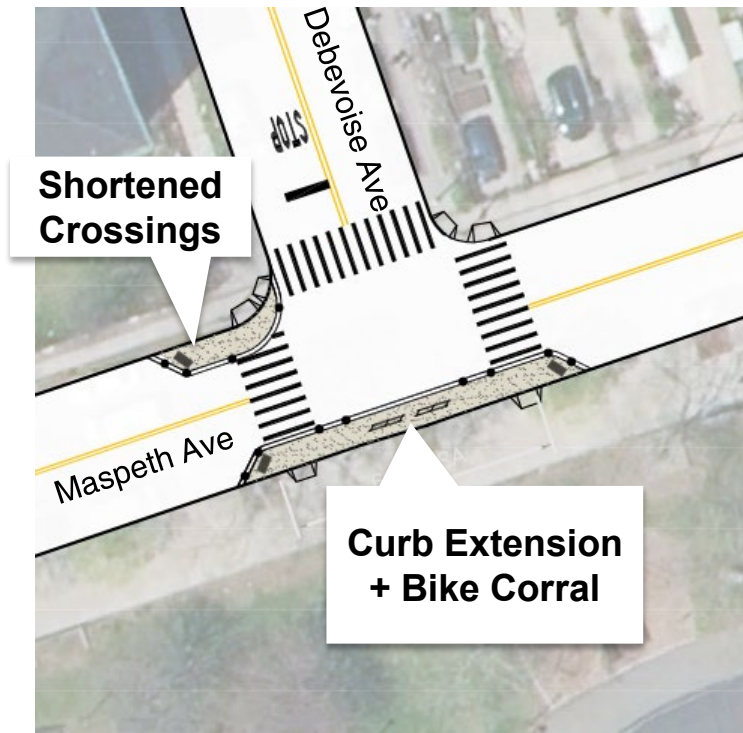 Debevoise Ave
STOP
Shortened
Crossings
Maspeth Ave
Curb Extension
+ Bike Corral